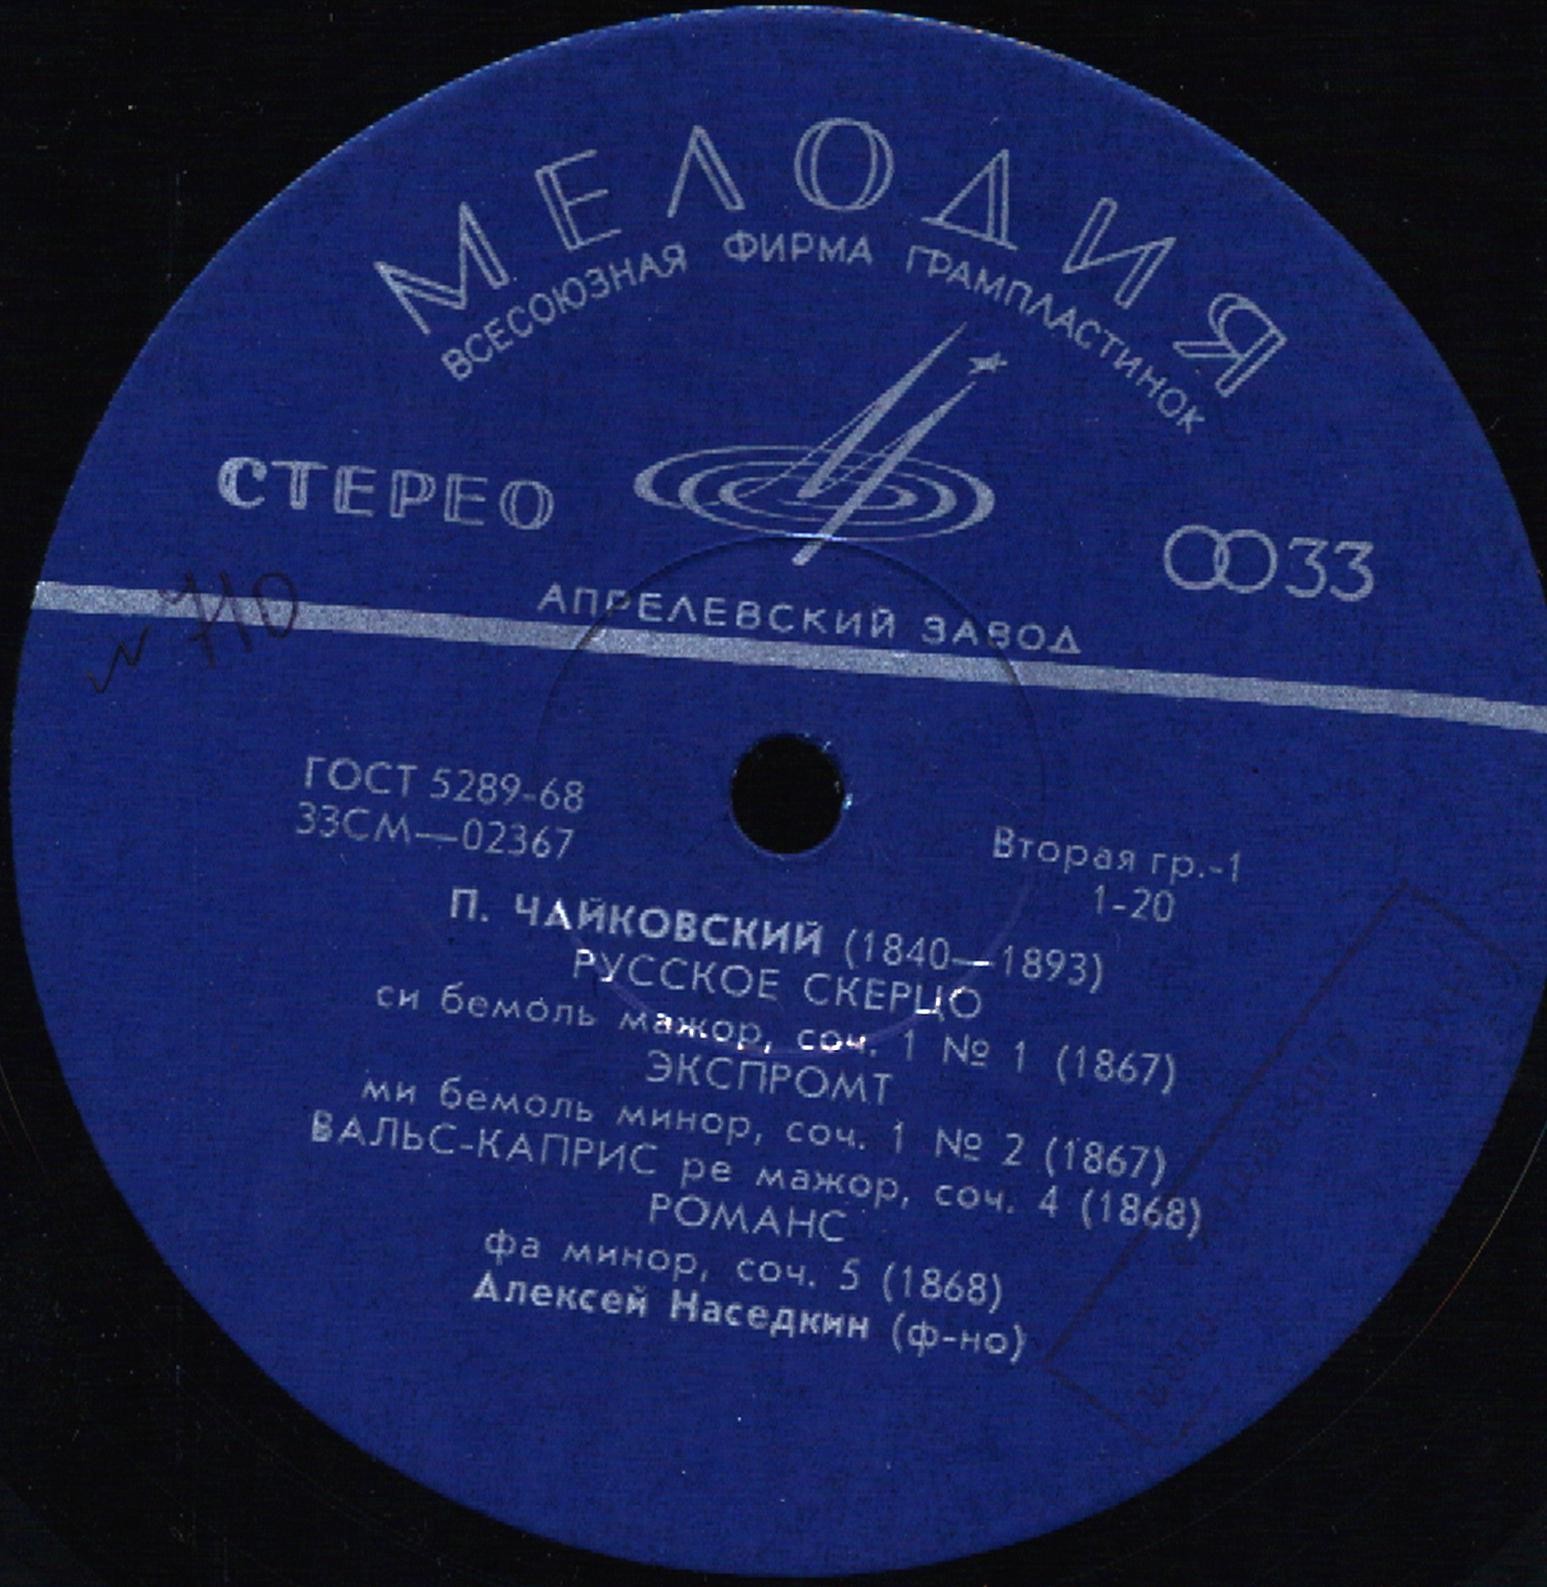 МЕЛОДИЯ
ВСЕСОЮЗНАЯ ФИРМА ГРАМПЛАСТИНОК
СТЕРЕО
33
АПРЕЛЕВСКИЙ ЗАВОД
N 710
ГОСТ 5289-68
33СМ—02367
Вторая гр.-1
1-20
П. ЧАЙКОВСКИЙ (1840—1893)
РУССКОЕ СКЕРЦО
си бемоль мажор, соч. 1 № 1 (1867)
ЭКСПРОМТ
ми бемоль минор, соч. 1 № 2 (1867)
ВАЛЬС-КАПРИС ре мажор, соч. 4 (1868)
РОМАНС
фа минор, соч. 5 (1868)
Алексей Наседкин (ф-но)